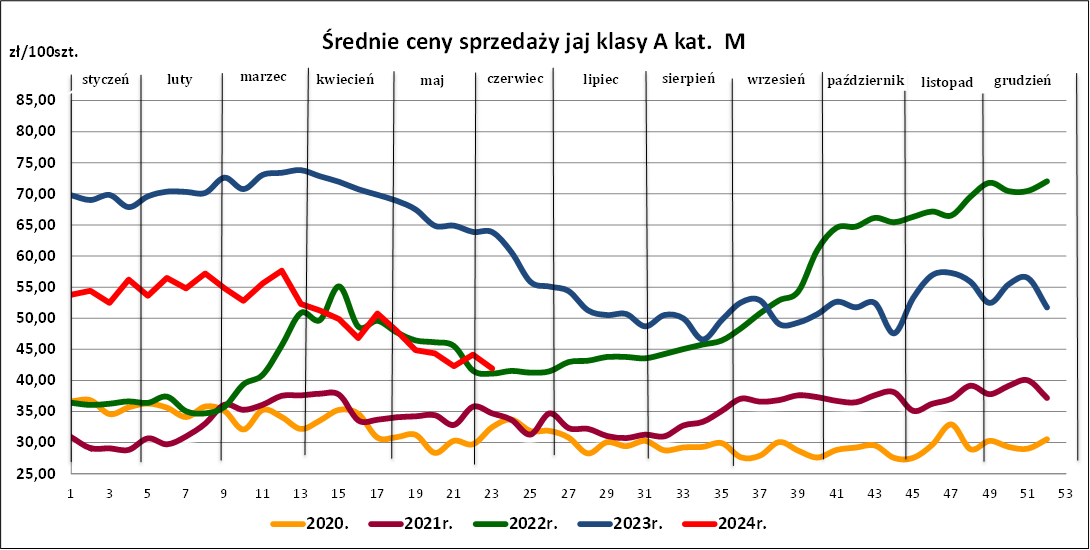 Średnie ceny sprzedaży jaj klasy A kat. M
zł/100szt.
styczeń luty marzec kwiecień maj czerwiec lipiec sierpień wrzesień październik listopad grudzień
85,00
80,00
75,00
70,00
65,00
60,00
55,00
50,00
45,00
40,00
35,00
30,00
25,00
1 3 5 7 9 11 13 15 17 19 21 23 25 27 29 31 33 35 37 39 41 43 45 47 49 51 53
2020. 2021r. 2022r. 2023r. 2024r.